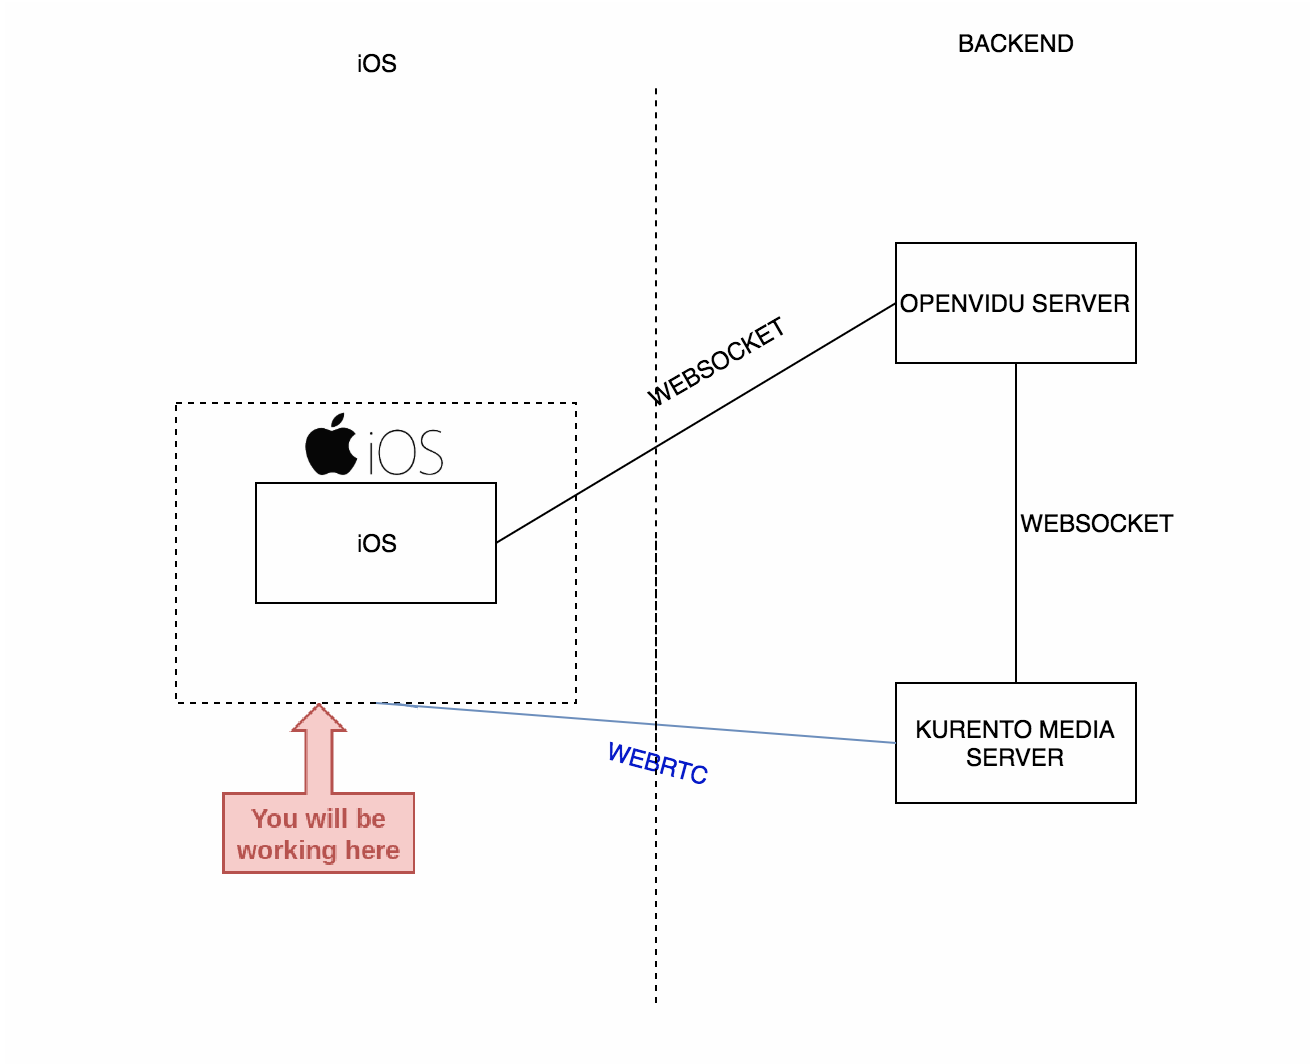 iOS
BACKEND
OPENVIDU SERVER
WEBSOCKET
iOS
iOS
WEBSOCKET
KURENTO MEDIA
SERVER
WEBRTC
You will be
working here